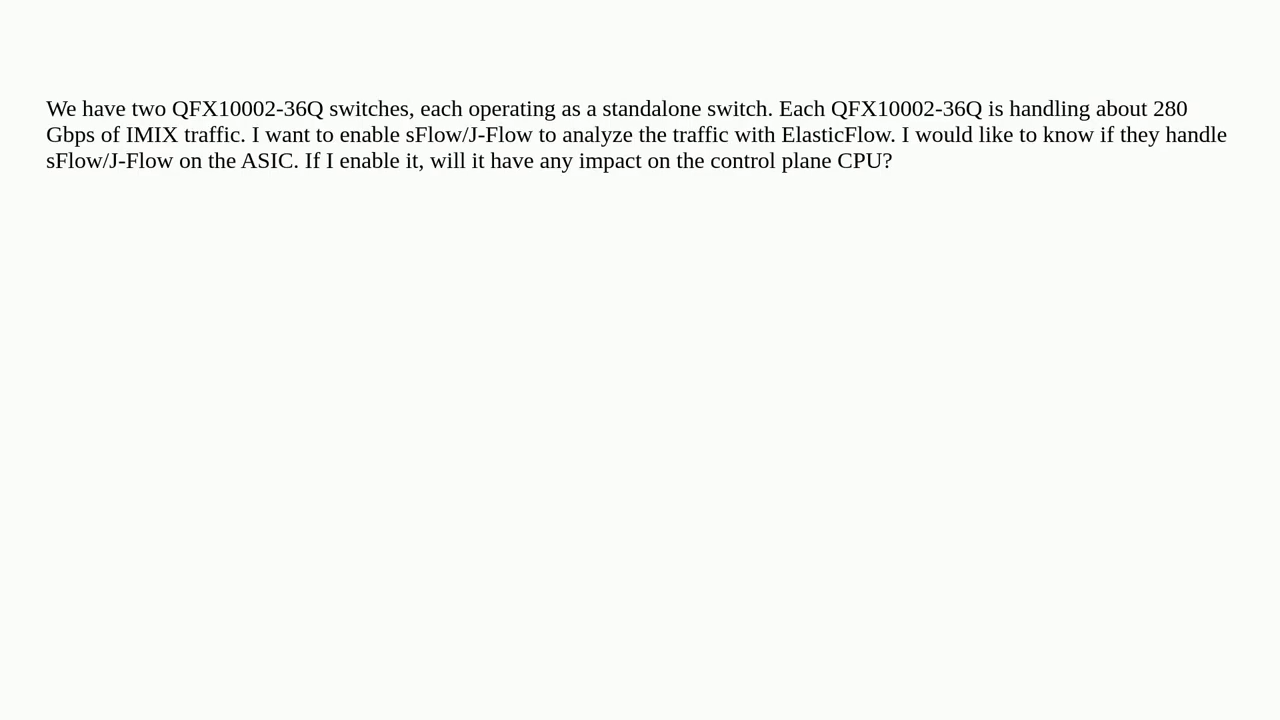 We have two QFX10002-36Q switches, each operating as a standalone switch. Each QFX10002-36Q is handling about 280
Gbps of IMIX traffic. I want to enable sFlow/J-Flow to analyze the traffic with ElasticFlow. I would like to know if they handle
sFlow/J-Flow on the ASIC. If I enable it, will it have any impact on the control plane CPU?